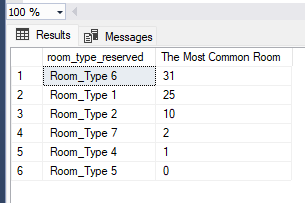 100 %
Results Messages
room_type_reserved The Most Common Room
1 Room_Type 6 31
2 Room_Type 1 25
3 Room_Type 2 10
4 Room_Type 7 2
5 Room_Type 4 1
6 Room_Type 5 0